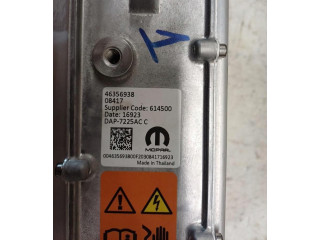 46356938
08417
Supplier Code: 614500
Date: 16923
DAP-7225AC C
MOPAR
Made in Thailand